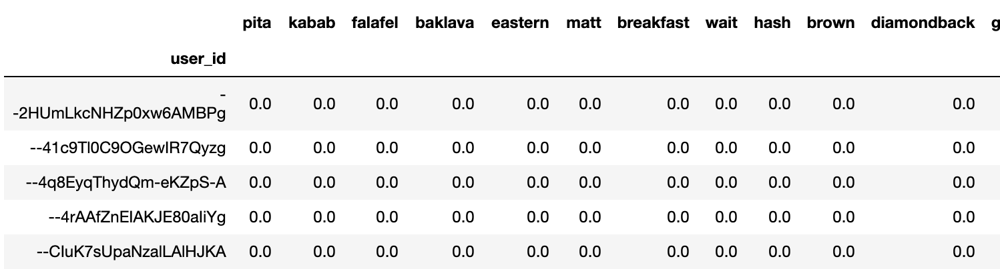 pita kabab falafel baklava eastern matt breakfast wait hash brown diamondback g
user_id
-
-2HUmLkcNHZp0xw6AMBPg 0.0 0.0 0.0 0.0 0.0 0.0 0.0 0.0 0.0 0.0 0.0
--41c9Tl0C9OGewIR7Qyzg 0.0 0.0 0.0 0.0 0.0 0.0 0.0 0.0 0.0 0.0 0.0
--4q8EyqThydQm-eKZpS-A 0.0 0.0 0.0 0.0 0.0 0.0 0.0 0.0 0.0 0.0 0.0
--4rAAfZnEIAKJE80aIiYg 0.0 0.0 0.0 0.0 0.0 0.0 0.0 0.0 0.0 0.0 0.0
--CIuK7sUpaNzalLAlHJKA 0.0 0.0 0.0 0.0 0.0 0.0 0.0 0.0 0.0 0.0 0.0